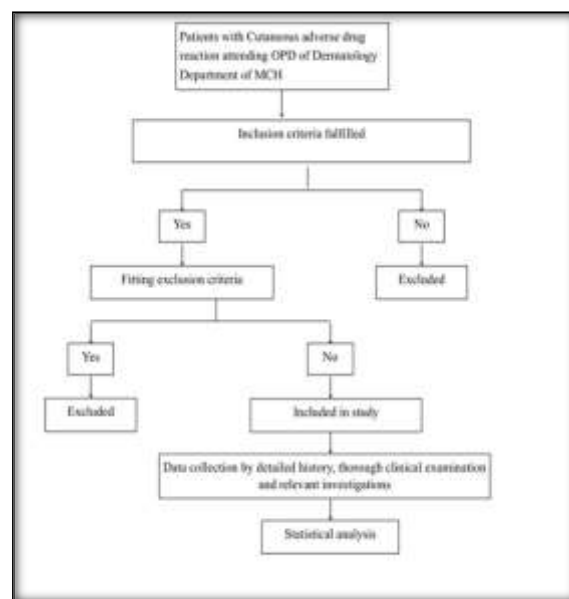 Patients with Cutaneous adverse drug
reaction attending OPD of Dermatology
Department of MCH
Inclusion criteria fulfilled
Yes
No
Fitting exclusion criteria
Excluded
Yes
No
Excluded
Included in study
Data collection by detailed history, thorough clinical examination
and relevant investigations
Statistical analysis